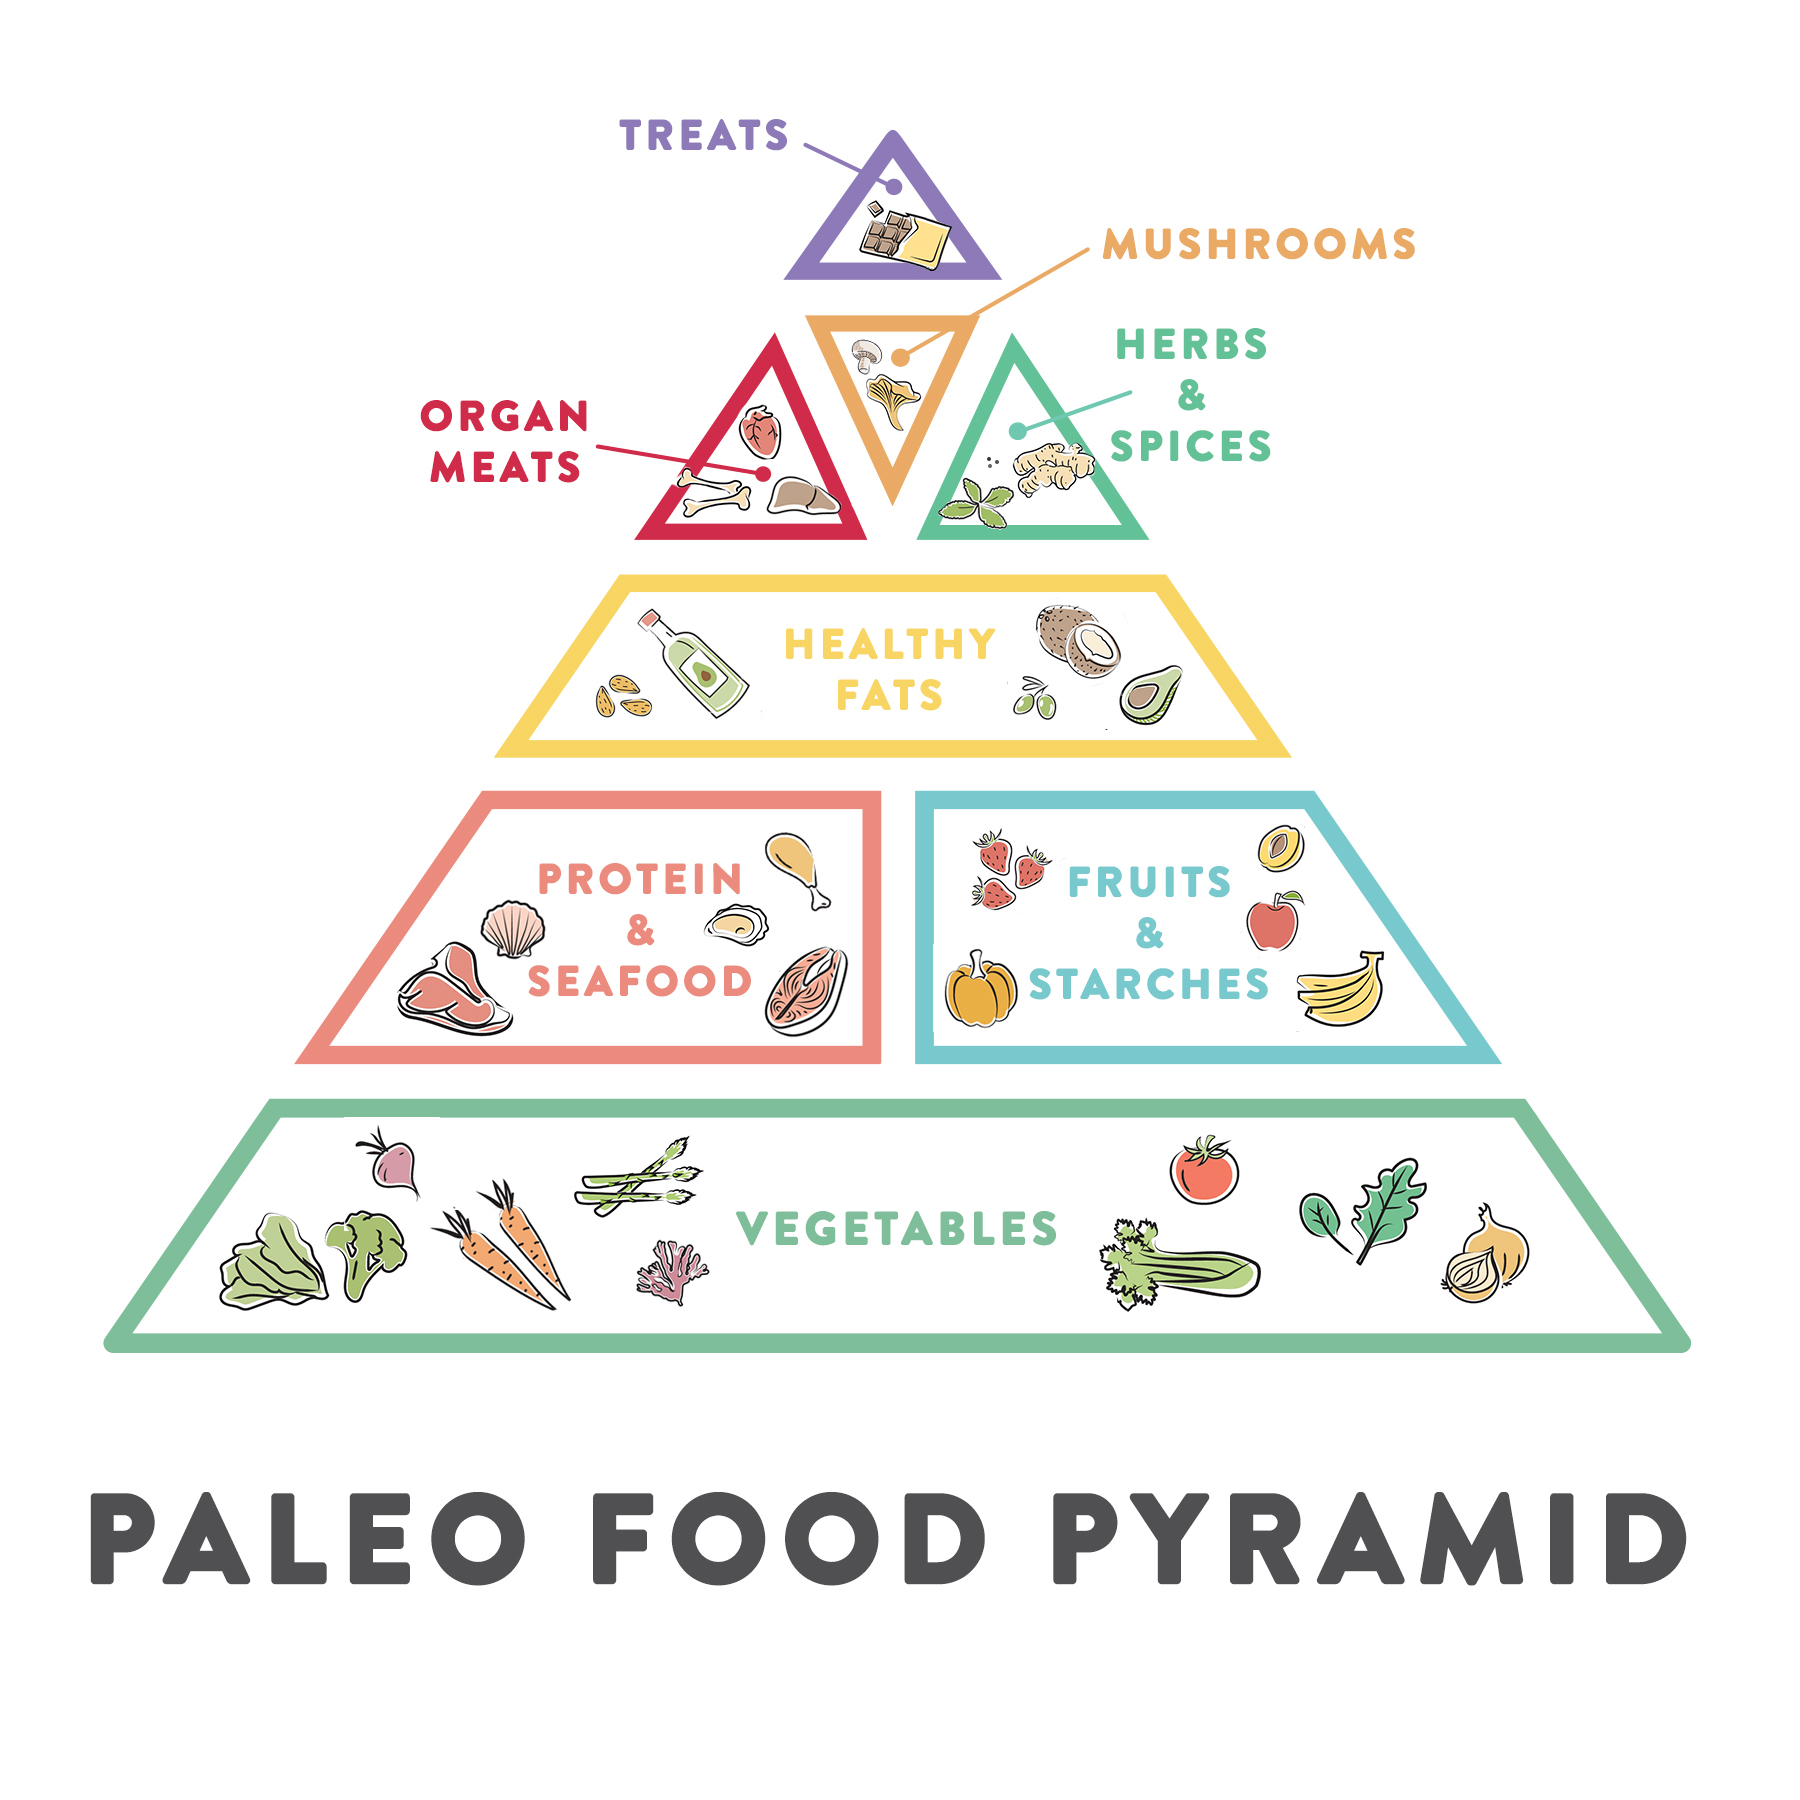 TREATS
MUSHROOMS
HERBS
&
SPICES
ORGAN
MEATS
HEALTHY
FATS
PROTEIN
&
SEAFOOD
FRUITS
&
STARCHES
VEGETABLES
PALEO FOOD PYRAMID